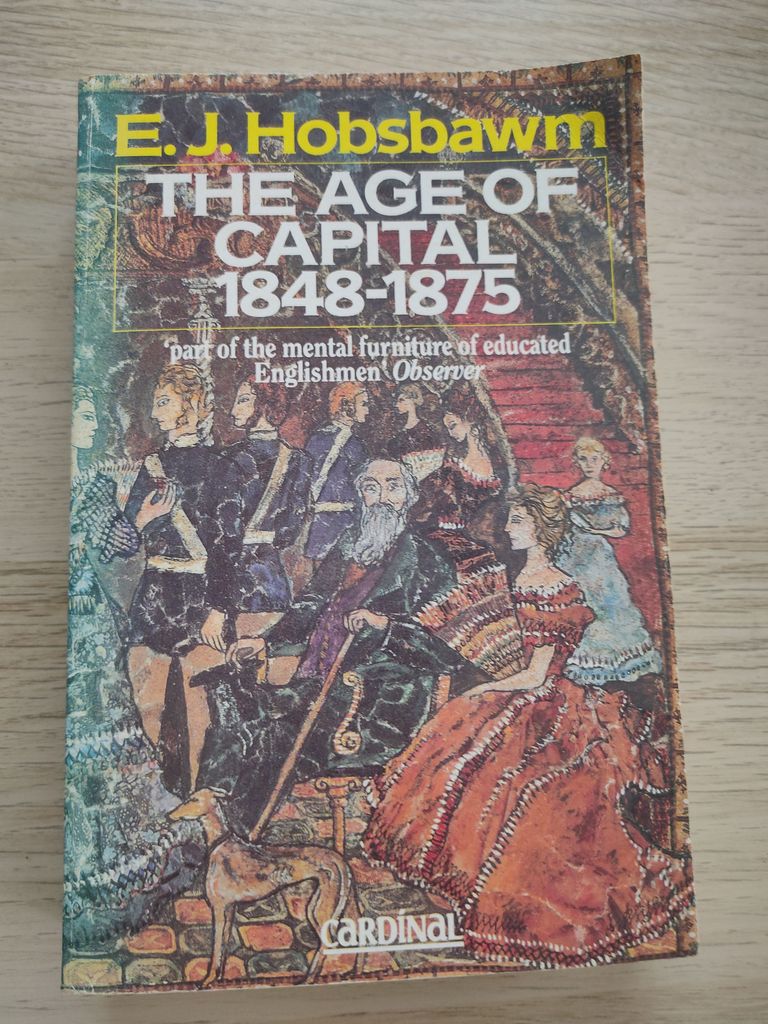 E. J. Hobsbawm
THE AGE OF
CAPITAL
1848-1875
'part of the mental furniture of educated
Englishmen' Observer
CARDINAL